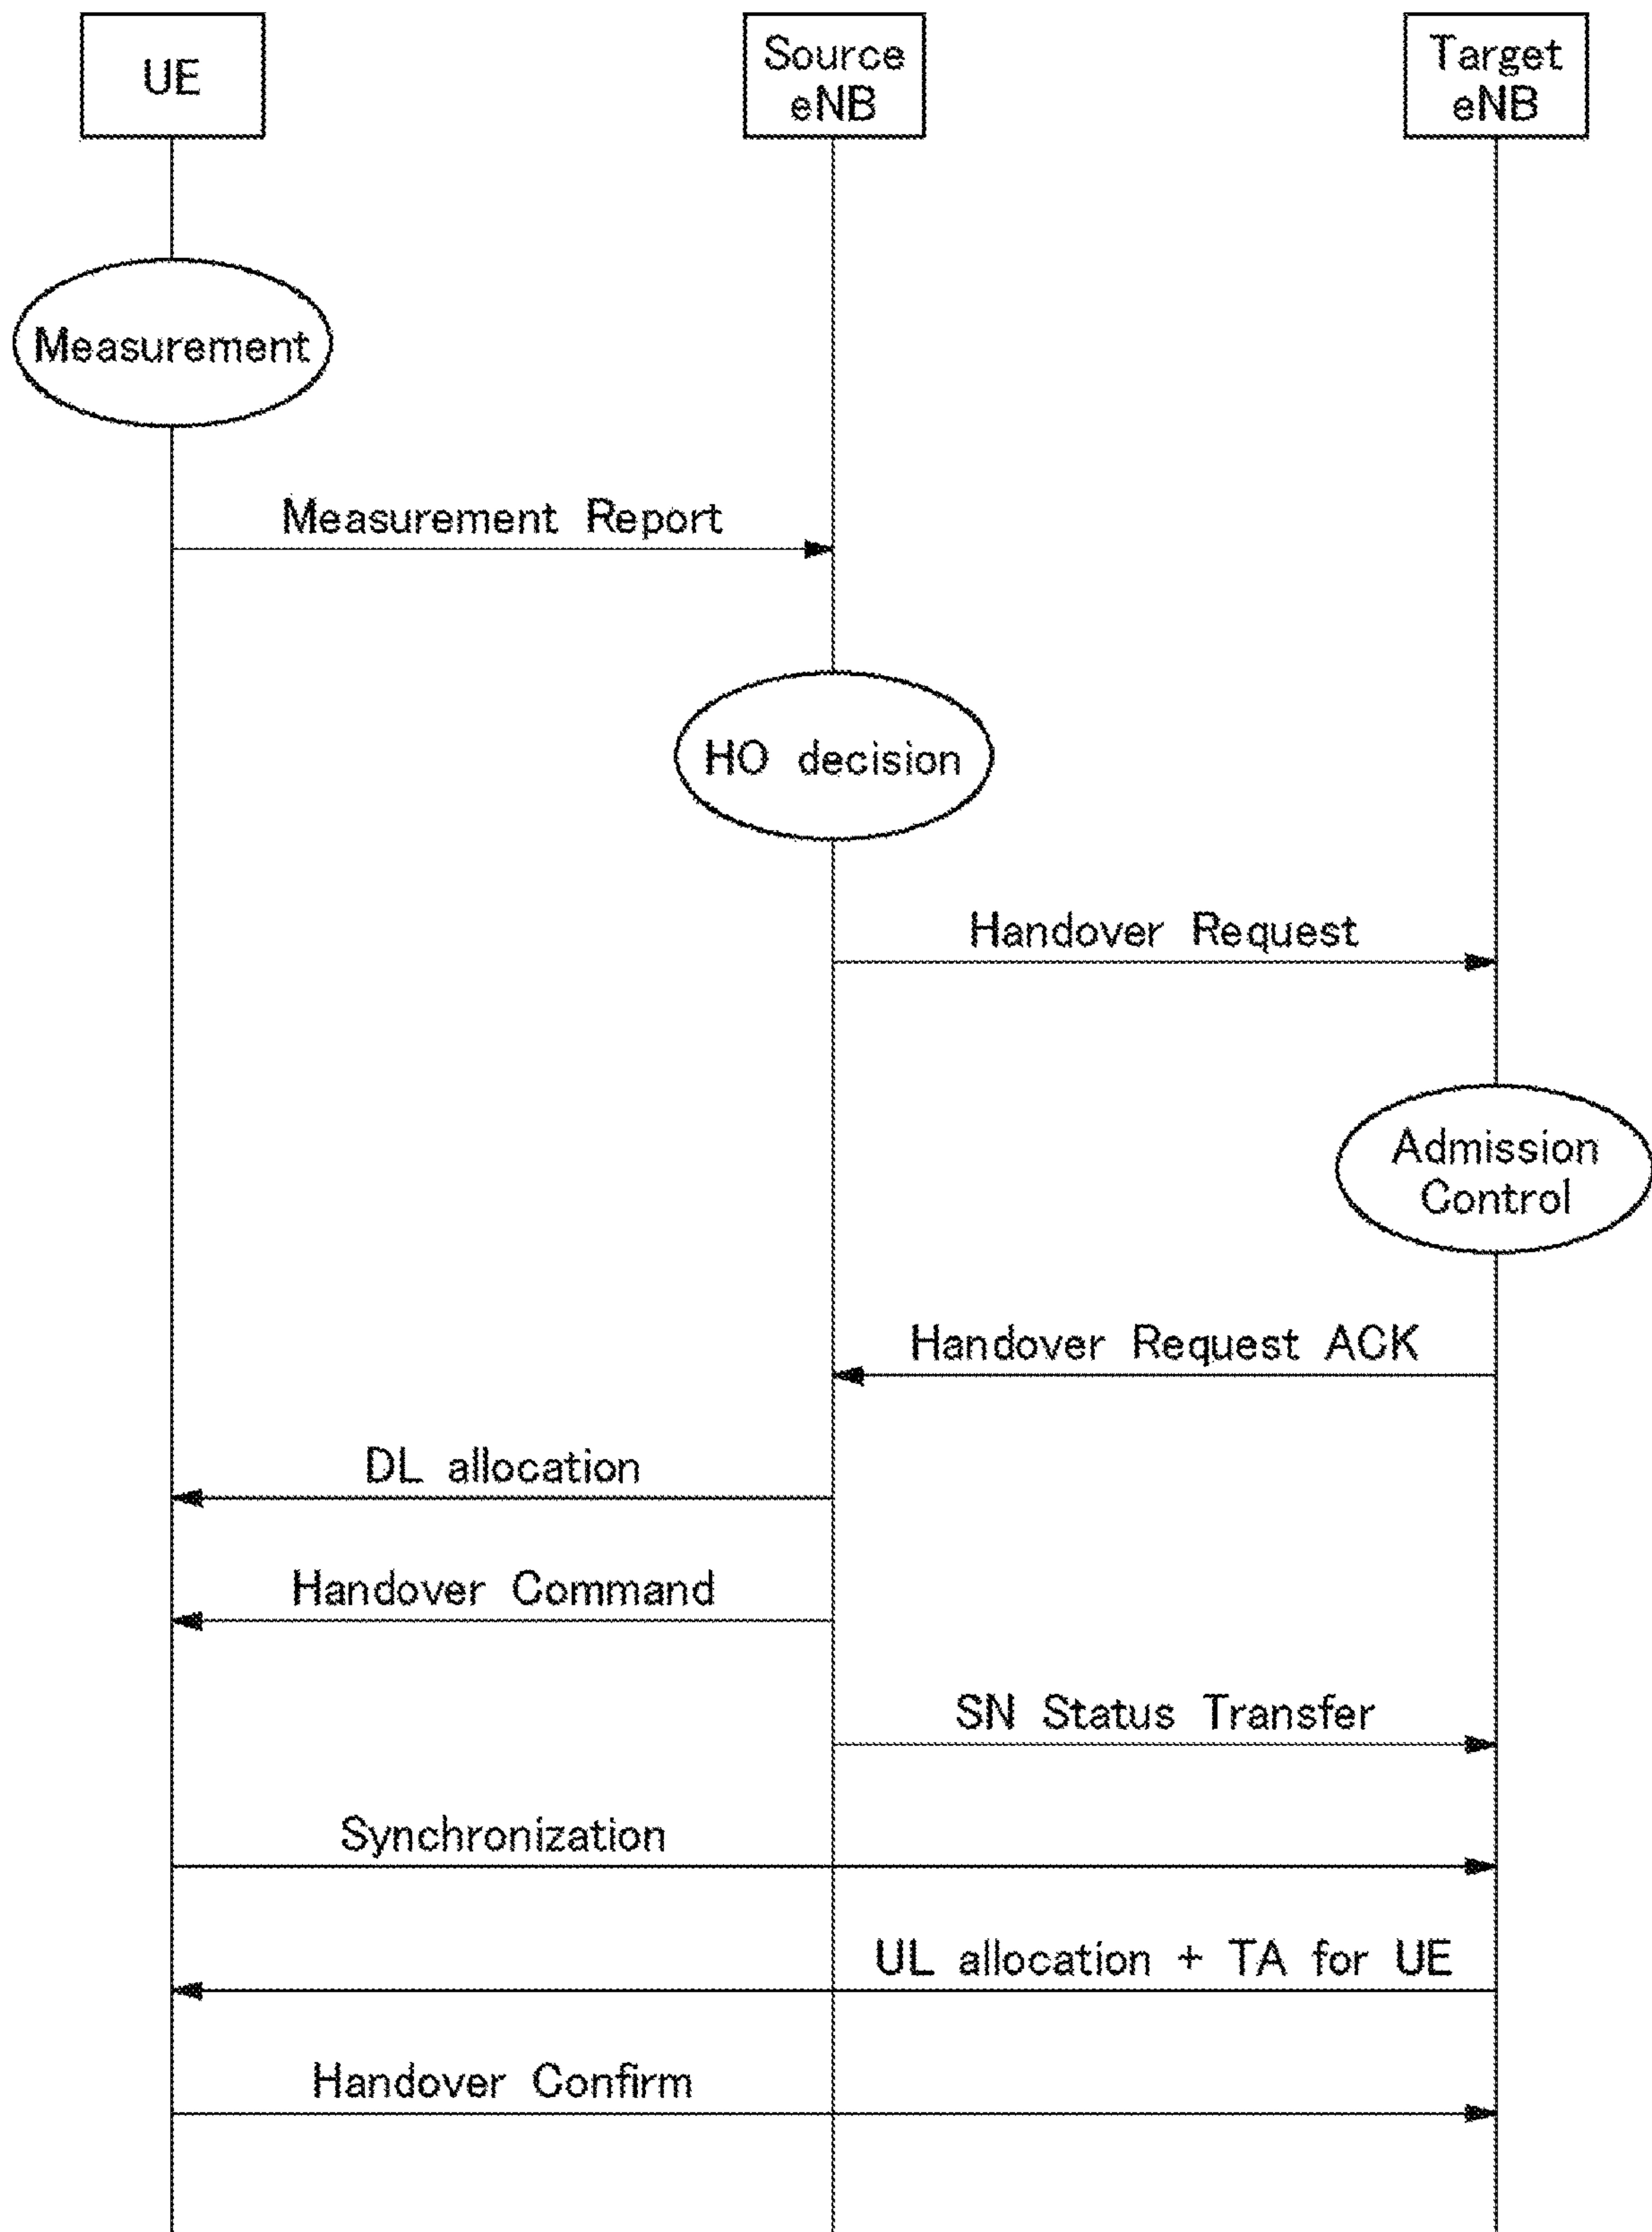 UE
Source
eNB
Target
eNB
Measurement
Measurement Report
HO decision
Handover Request
Admission
Control
Handover Request ACK
DL allocation
Handover Command
SN Status Transfer
Synchronization
UL allocation + TA for UE
Handover Confirm